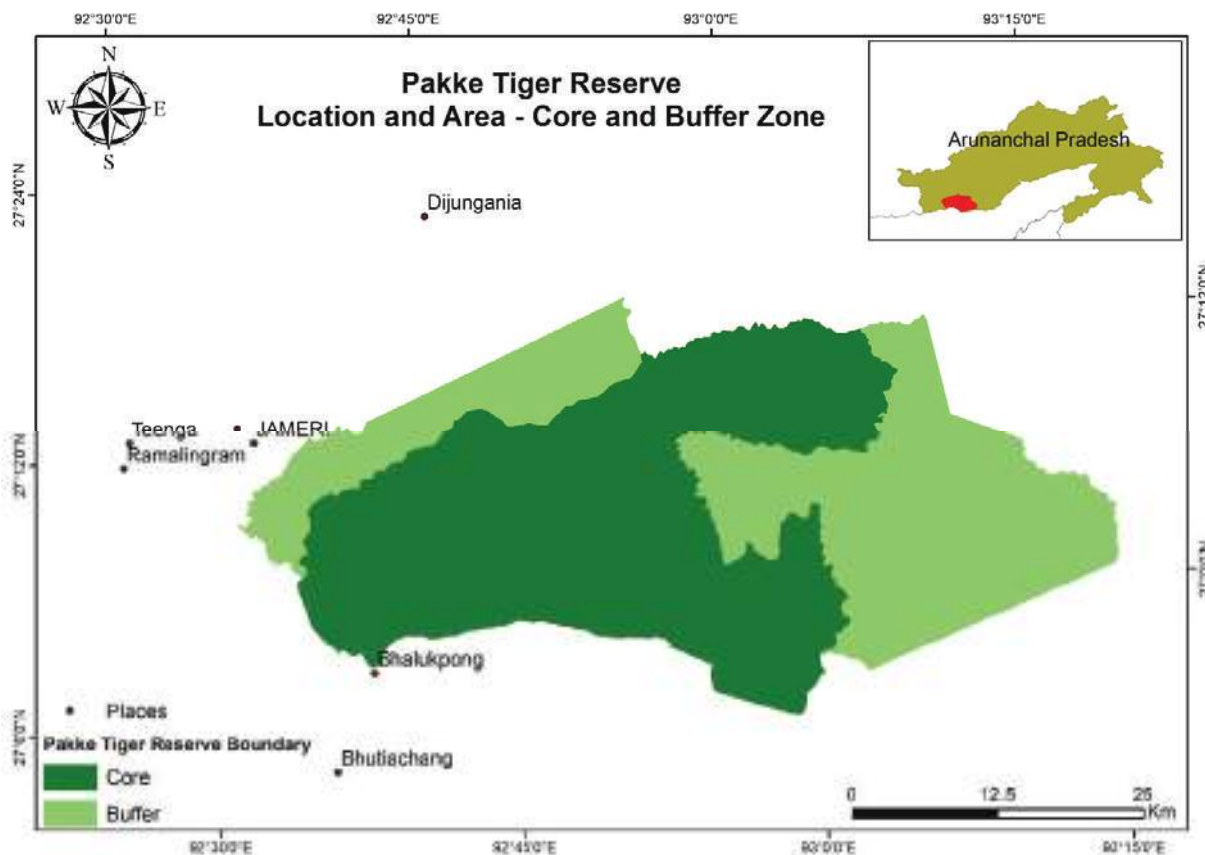 92°30'0"E 92°45'0"E 93°0'0"E 93°15'0"E
N
W E
S
Pakke Tiger Reserve
Location and Area - Core and Buffer Zone
Arunanchal Pradesh
27°24'0"N
Dijungania
Teenga JAMERI
Ramalingram
27°12'0"N
27°12'0"N
Bhalukpong
Places
Pakke Tiger Reserve Boundary
Core
Buffer
Bhutiachang
27°0'0"N
0 12.5 25
Km
92°30'0"E 92°45'0"E 93°0'0"E 93°15'0"E